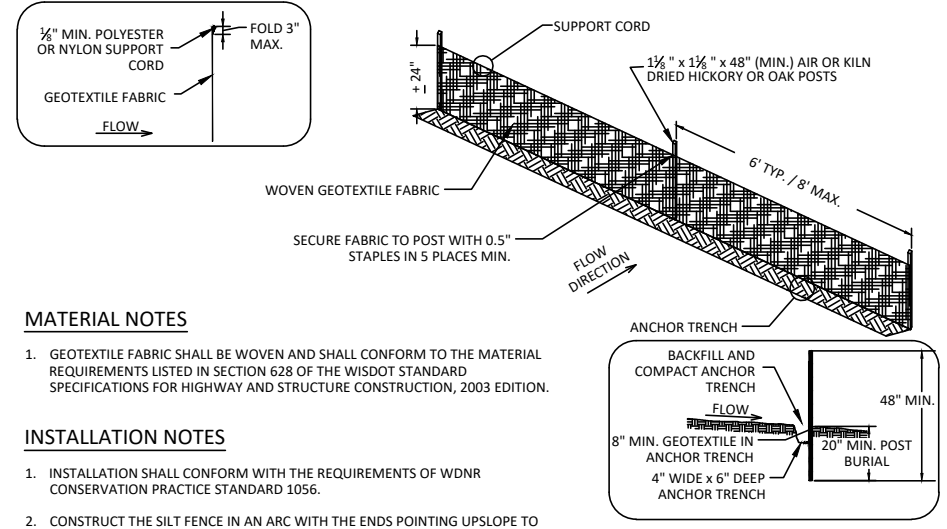 ⅛" MIN. POLYESTER
OR NYLON SUPPORT
CORD
FOLD 3"
MAX.
GEOTEXTILE FABRIC
FLOW
SUPPORT CORD
1⅛ " x 1⅛ " x 48" (MIN.) AIR OR KILN
DRIED HICKORY OR OAK POSTS
± 24"
6' TYP. / 8' MAX.
WOVEN GEOTEXTILE FABRIC
SECURE FABRIC TO POST WITH 0.5"
STAPLES IN 5 PLACES MIN.
FLOW
DIRECTION
ANCHOR TRENCH
BACKFILL AND
COMPACT ANCHOR
TRENCH
FLOW
48" MIN.
8" MIN. GEOTEXTILE IN
ANCHOR TRENCH
20" MIN. POST
BURIAL
4" WIDE x 6" DEEP
ANCHOR TRENCH
MATERIAL NOTES
1. GEOTEXTILE FABRIC SHALL BE WOVEN AND SHALL CONFORM TO THE MATERIAL
REQUIREMENTS LISTED IN SECTION 628 OF THE WISDOT STANDARD
SPECIFICATIONS FOR HIGHWAY AND STRUCTURE CONSTRUCTION, 2003 EDITION.
INSTALLATION NOTES
1. INSTALLATION SHALL CONFORM WITH THE REQUIREMENTS OF WDNR
CONSERVATION PRACTICE STANDARD 1056.
2. CONSTRUCT THE SILT FENCE IN AN ARC WITH THE ENDS POINTING UPSLOPE TO